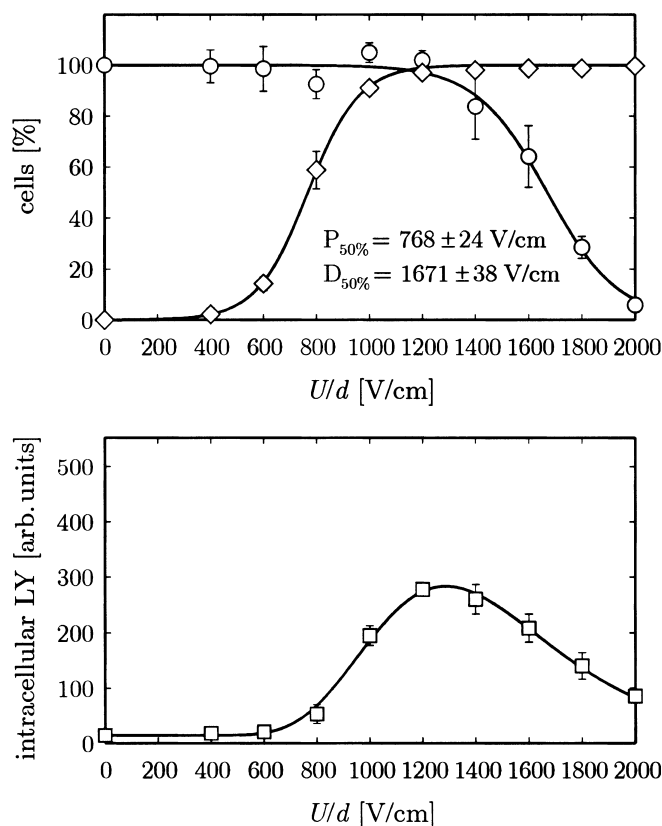 cells [%]
100
80
60
40
20
0
P50% = 768 ± 24 V/cm
D50% = 1671 ± 38 V/cm
0 200 400 600 800 1000 1200 1400 1600 1800 2000
U/d [V/cm]
intracellular LY [arb. units]
500
400
300
200
100
0
0 200 400 600 800 1000 1200 1400 1600 1800 2000
U/d [V/cm]